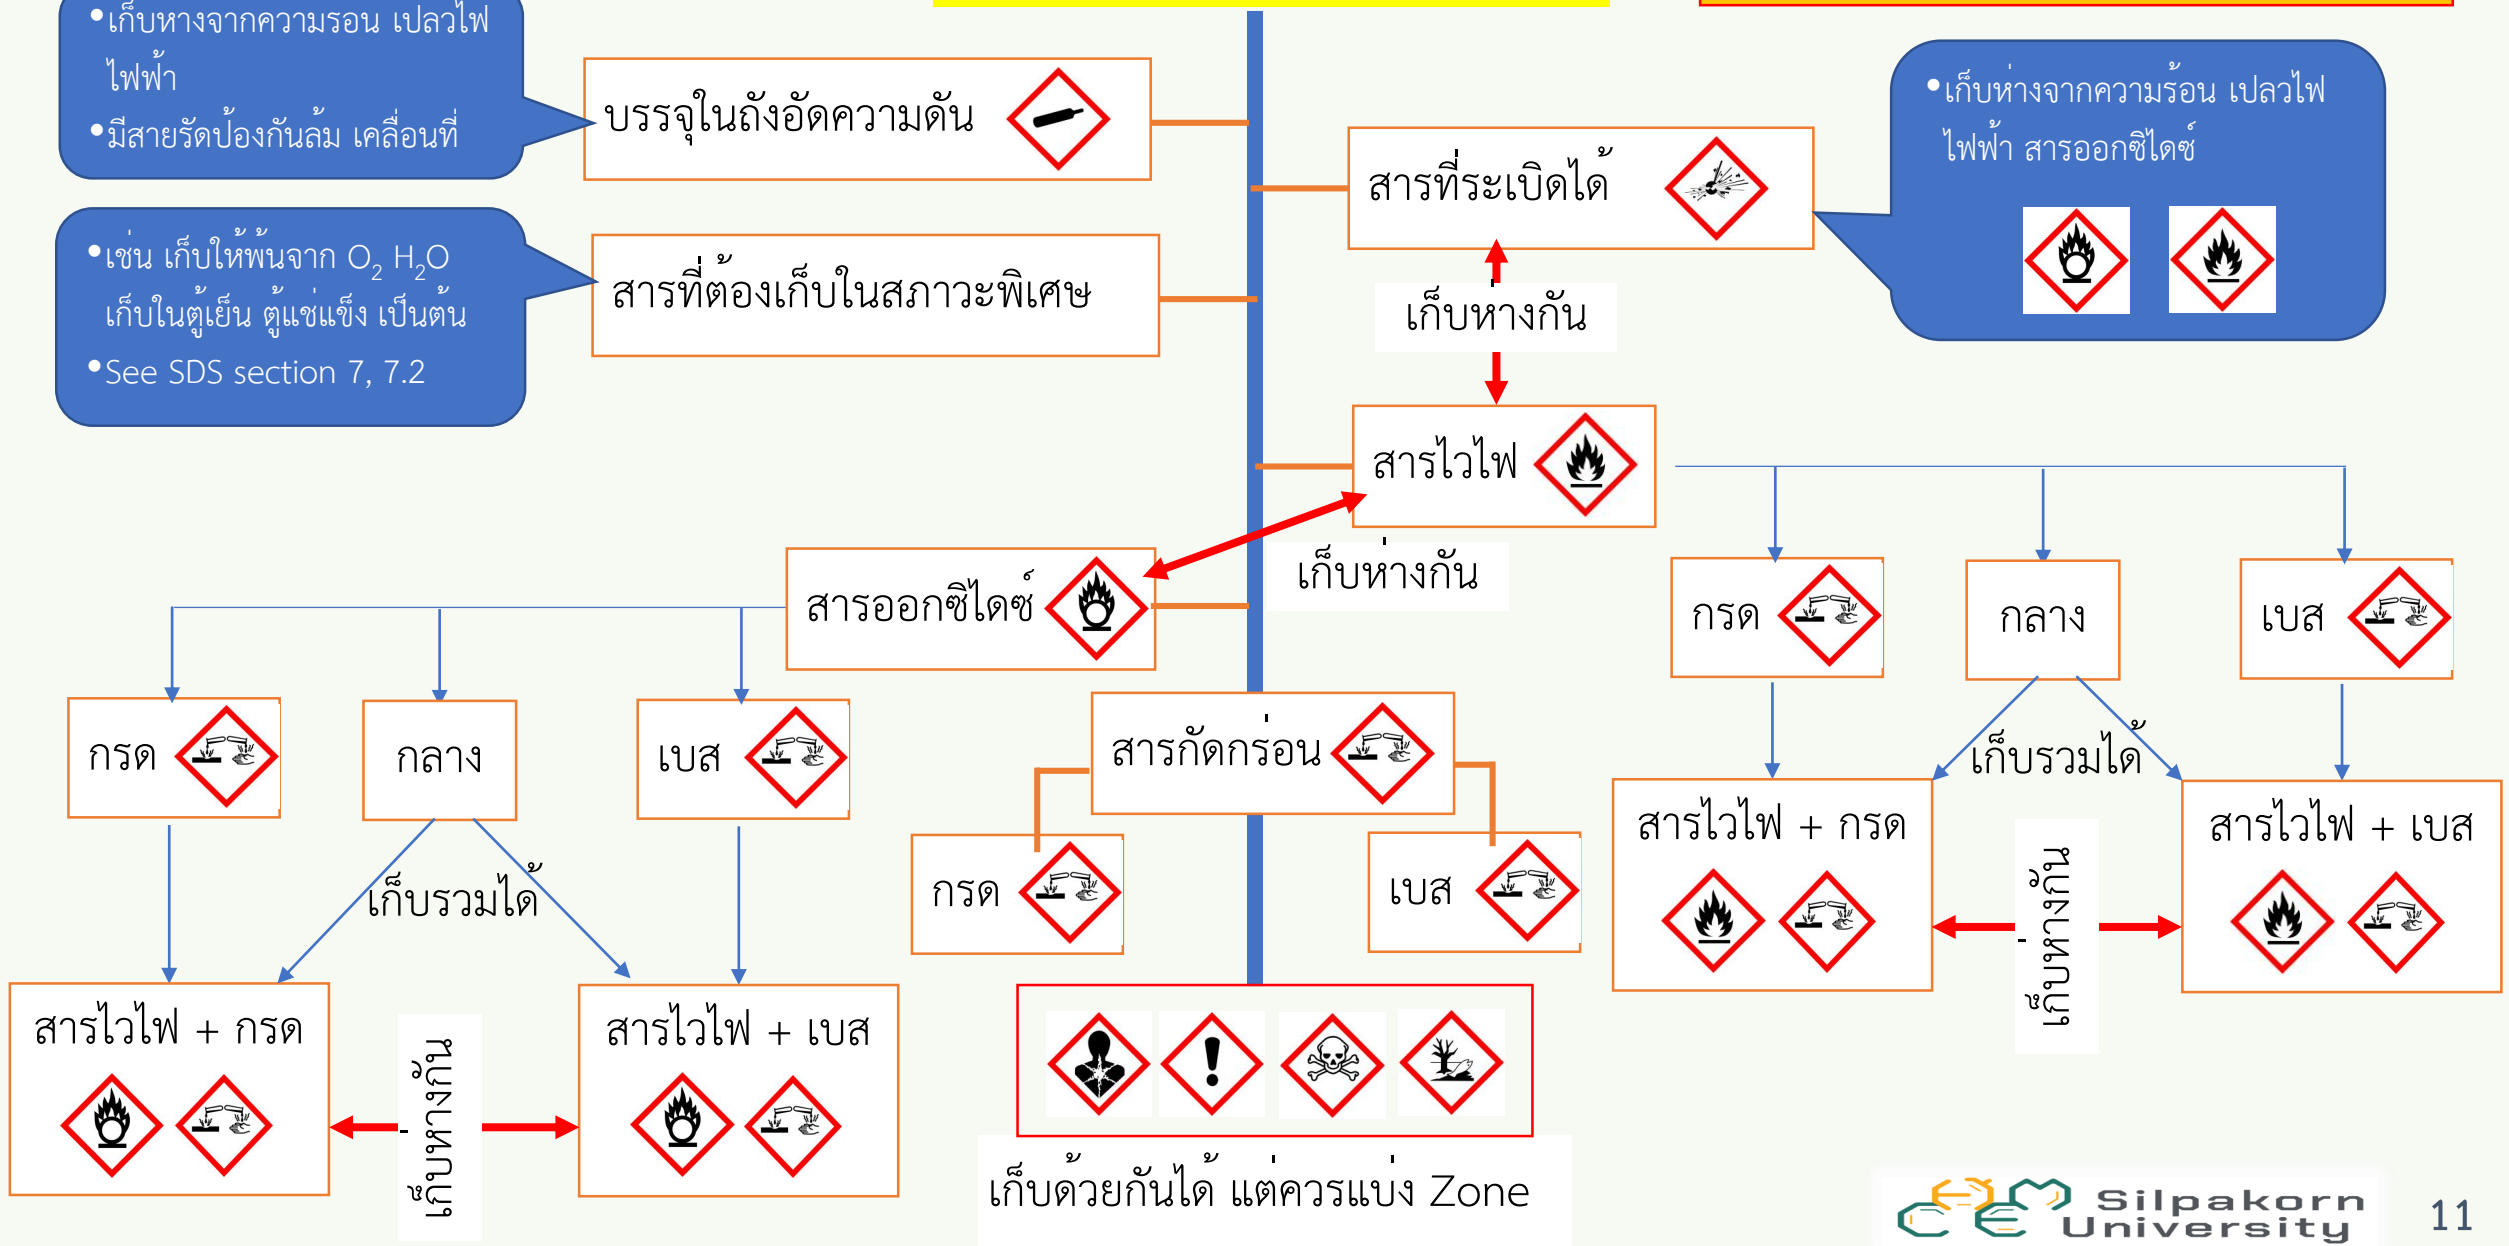 •เก็บห่างจากความร้อน เปลวไฟ
ไฟฟ้า
•มีสายรัดป้องกันล้ม เคลื่อนที่
บรรจุในถังอัดความดัน
•เก็บห่างจากความร้อน เปลวไฟ
ไฟฟ้า สารออกซิไดซ์
สารที่ระเบิดได้
•เช่น เก็บให้พ้นจาก O₂ H₂O
เก็บในตู้เย็น ตู้แช่แข็ง เป็นต้น
•See SDS section 7, 7.2
สารที่ต้องเก็บในสภาวะพิเศษ
เก็บห่างกัน
สารไวไฟ
เก็บห่างกัน
สารออกซิไดซ์
กรด
กลาง
เบส
กรด
กลาง
เบส
สารกัดกร่อน
เก็บรวมได้
สารไวไฟ + กรด
สารไวไฟ + เบส
เก็บห่างกัน
กรด
เบส
เก็บรวมได้
สารไวไฟ + กรด
สารไวไฟ + เบส
เก็บห่างกัน
เก็บด้วยกันได้ แต่ควรแบ่ง Zone
Silpakorn
University
11